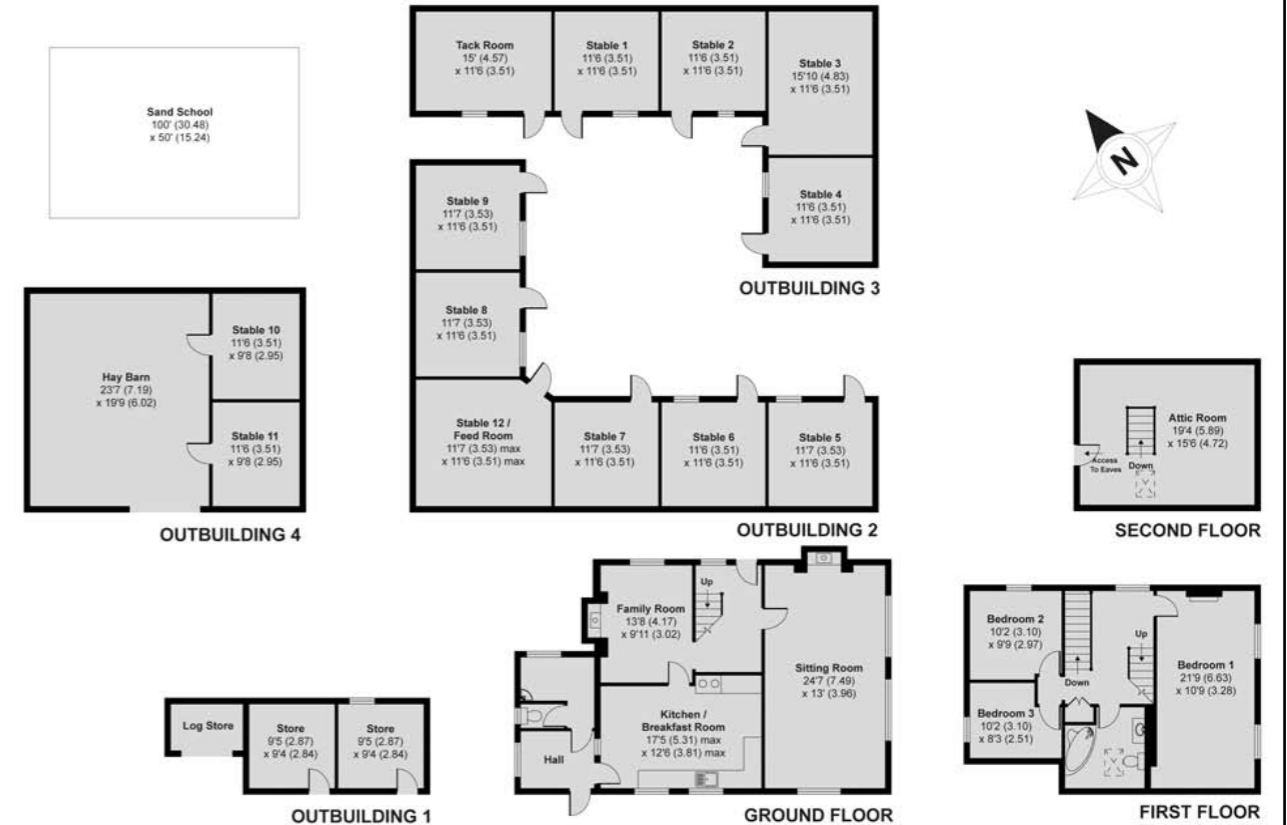 Sand School
100' (30.48)
x 50' (15.24)
Tack Room
15' (4.57)
x 11'6 (3.51)
Stable 1
11'6 (3.51)
x 11'6 (3.51)
Stable 2
11'6 (3.51)
x 11'6 (3.51)
Stable 3
15'10 (4.83)
x 11'6 (3.51)
Stable 4
11'6 (3.51)
x 11'6 (3.51)
OUTBUILDING 3
N
Stable 9
11'7 (3.53)
x 11'6 (3.51)
Stable 8
11'7 (3.53)
x 11'6 (3.51)
Stable 12 /
Feed Room
11'7 (3.53) max
x 11'6 (3.51) max
Stable 7
11'7 (3.53)
x 11'6 (3.51)
Stable 6
11'6 (3.51)
x 11'6 (3.51)
Stable 5
11'7 (3.53)
x 11'6 (3.51)
OUTBUILDING 2
Hay Barn
23'7 (7.19)
x 19'9 (6.02)
Stable 10
11'6 (3.51)
x 9'8 (2.95)
Stable 11
11'6 (3.51)
x 9'8 (2.95)
OUTBUILDING 4
Attic Room
19'4 (5.89)
x 15'6 (4.72)
Access
To Eaves
Down
SECOND FLOOR
Log Store
Store
9'5 (2.87)
x 9'4 (2.84)
Store
9'5 (2.87)
x 9'4 (2.84)
OUTBUILDING 1
Family Room
13'8 (4.17)
x 9'11 (3.02)
Up
Sitting Room
24'7 (7.49)
x 13' (3.96)
Kitchen /
Breakfast Room
17'5 (5.31) max
x 12'6 (3.81) max
Hall
GROUND FLOOR
Bedroom 2
10'2 (3.10)
x 9'9 (2.97)
Up
Down
Bedroom 1
21'9 (6.63)
x 10'9 (3.28)
Bedroom 3
10'2 (3.10)
x 8'3 (2.51)
FIRST FLOOR